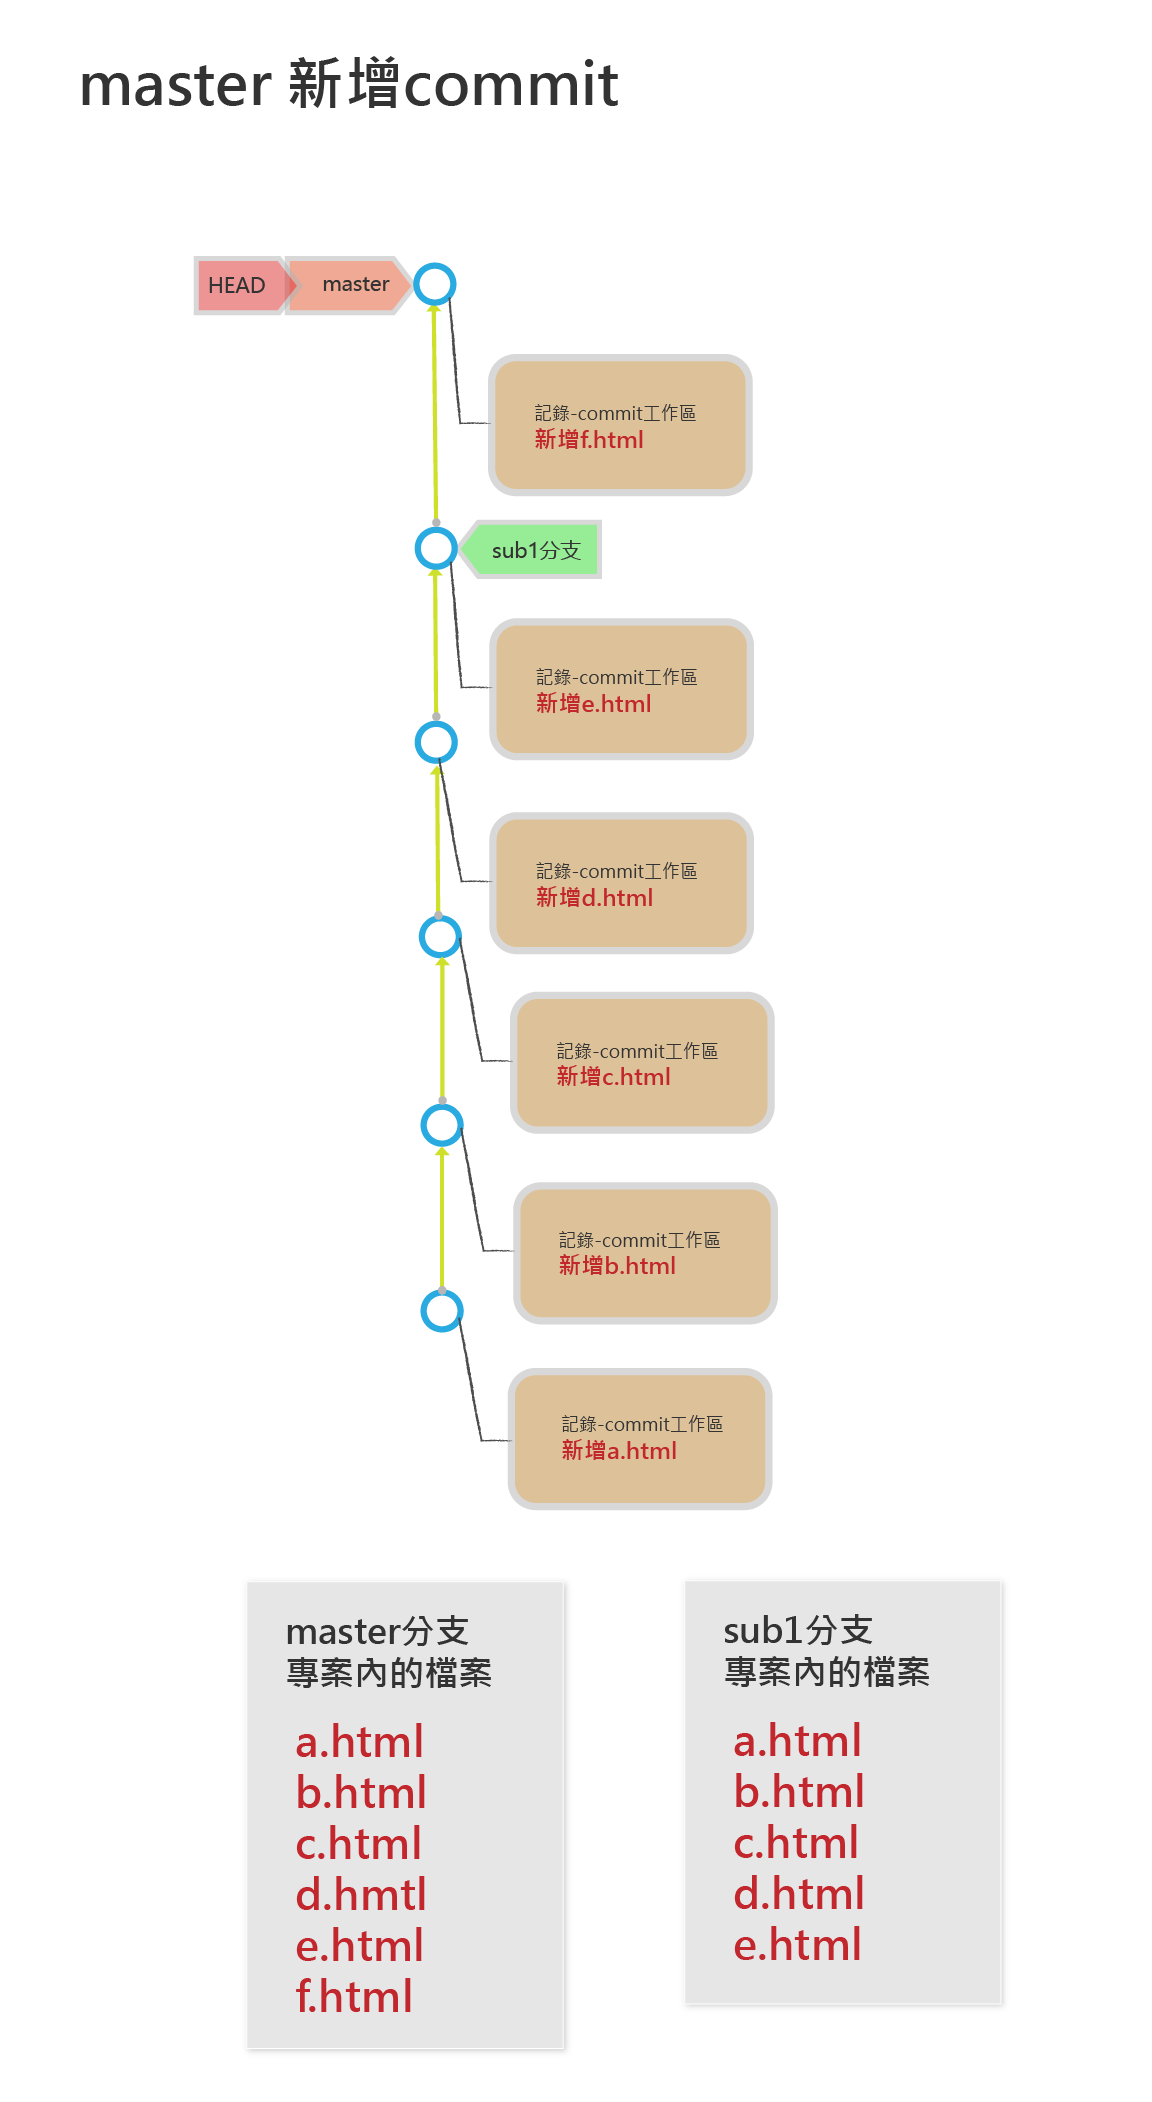 master 新增commit
HEAD
master
記錄-commit工作區
新增f.html
sub1分支
記錄-commit工作區
新增e.html
記錄-commit工作區
新增d.html
記錄-commit工作區
新增c.html
記錄-commit工作區
新增b.html
記錄-commit工作區
新增a.html
master分支
專案內的檔案
a.html
b.html
c.html
d.hmtl
e.html
f.html
sub1分支
專案內的檔案
a.html
b.html
c.html
d.html
e.html